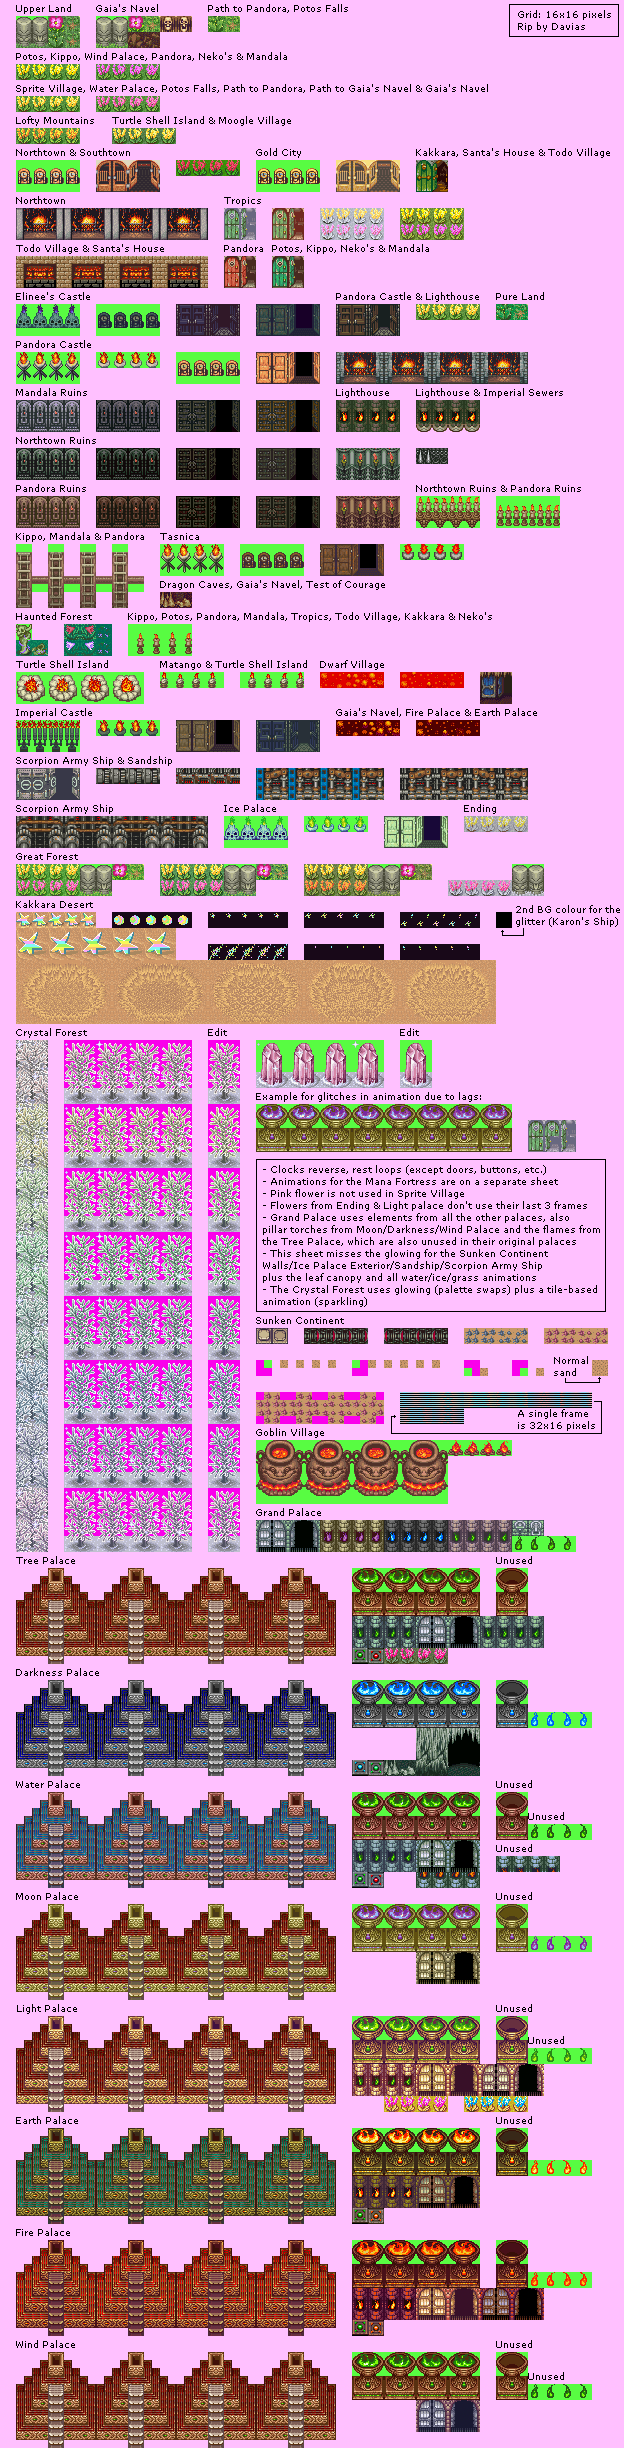 Upper Land
Gaia's Navel
Path to Pandora, Potos Falls
Grid: 16x16 pixels
Rip by Davias
Potos, Kippo, Wind Palace, Pandora, Neko's & Mandala
Sprite Village, Water Palace, Potos Falls, Path to Pandora, Path to Gaia's Navel & Gaia's Navel
Lofty Mountains
Turtle Shell Island & Moogle Village
Northtown & Southtown
Gold City
Kakkara, Santa's House & Todo Village
Northtown
Tropics
Todo Village & Santa's House
Pandora
Potos, Kippo, Neko's & Mandala
Elinee's Castle
Pandora Castle & Lighthouse
Pure Land
Pandora Castle
Mandala Ruins
Lighthouse
Lighthouse & Imperial Sewers
Northtown Ruins
Pandora Ruins
Northtown Ruins & Pandora Ruins
Kippo, Mandala & Pandora
Tasnica
Dragon Caves, Gaia's Navel, Test of Courage
Haunted Forest
Kippo, Potos, Pandora, Mandala, Tropics, Todo Village, Kakkara & Neko's
Turtle Shell Island
Matango & Turtle Shell Island
Dwarf Village
Imperial Castle
Gaia's Navel, Fire Palace & Earth Palace
Scorpion Army Ship & Sandship
Scorpion Army Ship
Ice Palace
Ending
Great Forest
Kakkara Desert
2nd BG colour for the
glitter (Karon's Ship)
Crystal Forest
Edit
Edit
Example for glitches in animation due to lags:
- Clocks reverse, rest loops (except doors, buttons, etc.)
- Animations for the Mana Fortress are on a separate sheet
- Pink flower is not used in Sprite Village
- Flowers from Ending & Light palace don't use their last 3 frames
- Grand Palace uses elements from all the other palaces, also
pillar torches from Moon/Darkness/Wind Palace and the flames from
the Tree Palace, which are also unused in their original palaces
- This sheet misses the glowing for the Sunken Continent
Walls/Ice Palace Exterior/Sandship/Scorpion Army Ship
plus the leaf canopy and all water/ice/grass animations
- The Crystal Forest uses glowing (palette swaps) plus a tile-based
animation (sparkling)
Sunken Continent
Normal
sand
A single frame
is 32x16 pixels
Goblin Village
Grand Palace
Tree Palace
Unused
Darkness Palace
Unused
Water Palace
Unused
Unused
Unused
Moon Palace
Unused
Light Palace
Unused
Unused
Earth Palace
Unused
Fire Palace
Unused
Wind Palace
Unused
Unused